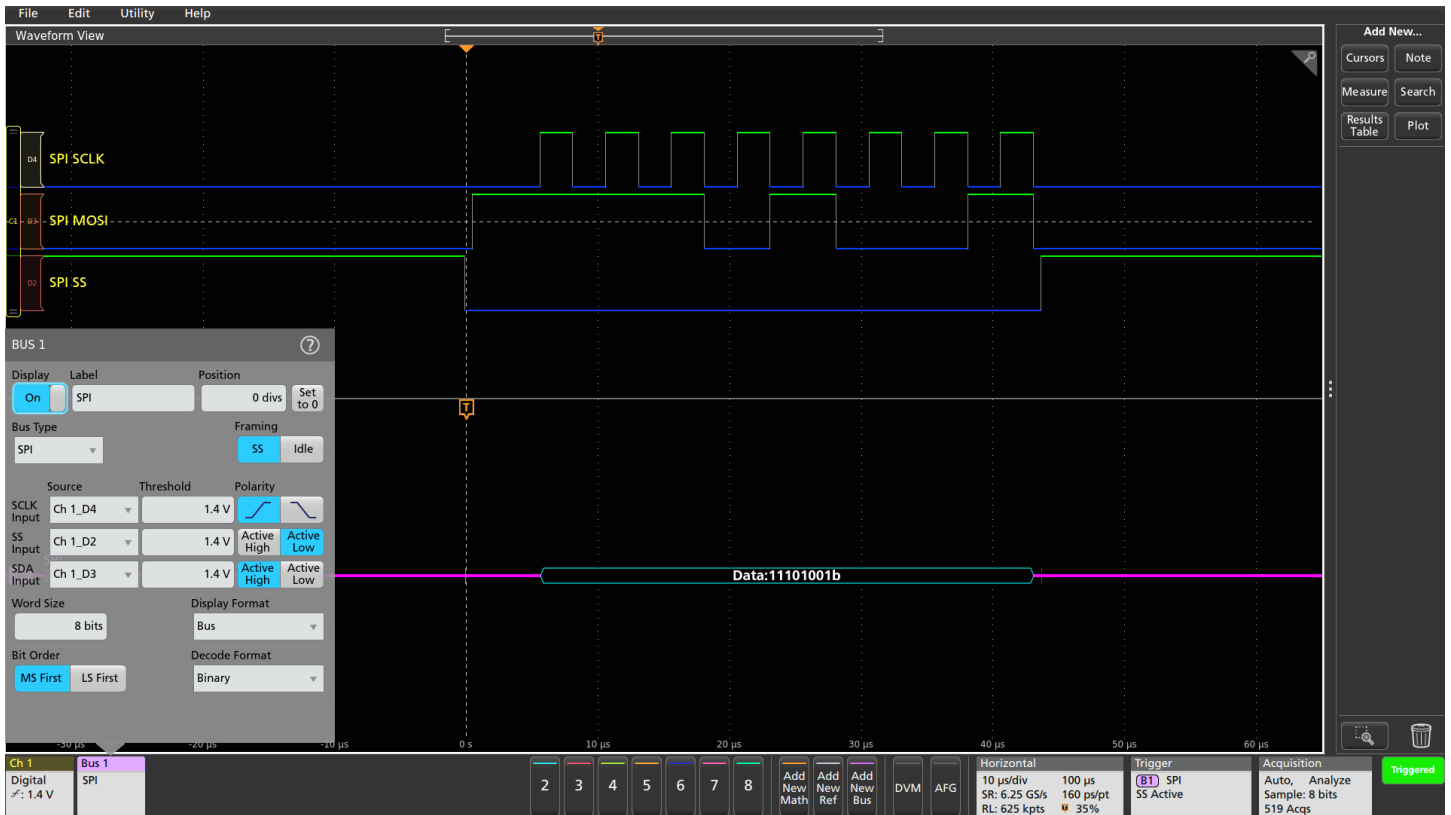 File Edit Utility Help
Waveform View
Add New...
Cursors Note
Measure Search
Results Table Plot
D4 SPI SCLK
C1 D3 SPI MOSI
D2 SPI SS
T
BUS 1 ?
Display Label Position
On SPI 0 divs Set to 0
Bus Type Framing
SPI SS Idle
Source Threshold Polarity
SCLK Input Ch 1_D4 1.4 V
SS Input Ch 1_D2 1.4 V Active High Active Low
SDA Input Ch 1_D3 1.4 V Active High Active Low
Word Size Display Format
8 bits Bus
Bit Order Decode Format
MS First LS First Binary
T
Data:11101001b
-30 µs -20 µs -10 µs 0 s 10 µs 20 µs 30 µs 40 µs 50 µs 60 µs
Ch 1
Digital
: 1.4 V
Bus 1
SPI
2 3 4 5 6 7 8
Add New Math
Add New Ref
Add New Bus
DVM AFG
Horizontal
10 µs/div 100 µs
SR: 6.25 GS/s 160 ps/pt
RL: 625 kpts 35%
Trigger
B1 SPI
SS Active
Acquisition
Auto, Analyze
Sample: 8 bits
519 Acqs
Triggered